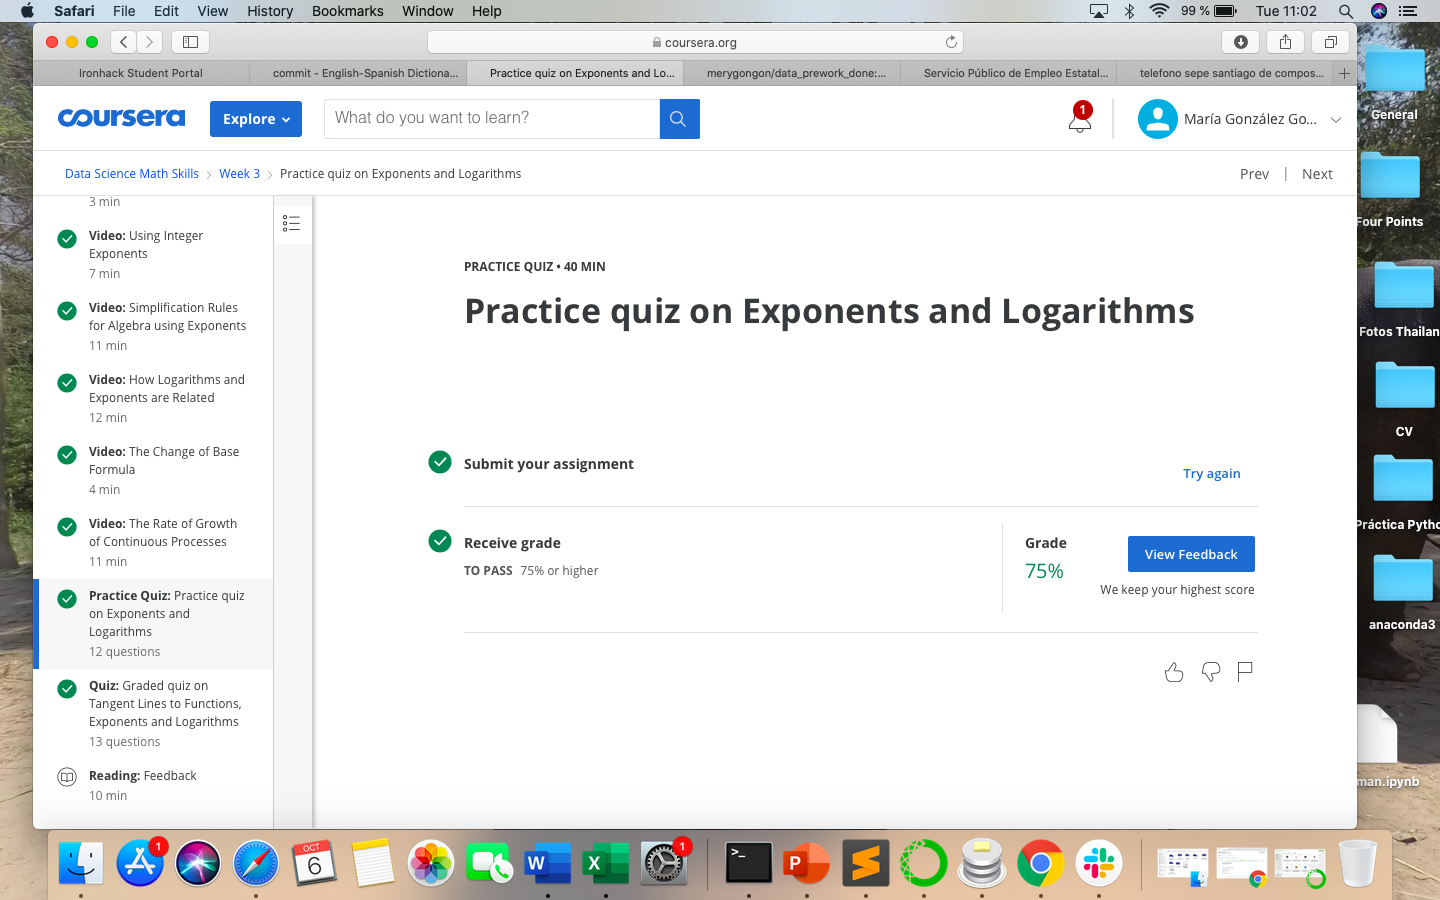 Safari File Edit View History Bookmarks Window Help 99 % Tue 11:02
coursera.org
Ironhack Student Portal
commit - English-Spanish Dictiona...
Practice quiz on Exponents and Lo...
merygongon/data_prework_done:...
Servicio Público de Empleo Estatal...
telefono sepe santiago de compos...
coursera
Explore
What do you want to learn?
1
María González Go...
Data Science Math Skills
Week 3
Practice quiz on Exponents and Logarithms
Prev
Next
3 min
Video: Using Integer
Exponents
7 min
Video: Simplification Rules
for Algebra using Exponents
11 min
Video: How Logarithms and
Exponents are Related
12 min
Video: The Change of Base
Formula
4 min
Video: The Rate of Growth
of Continuous Processes
11 min
Practice Quiz: Practice quiz
on Exponents and
Logarithms
12 questions
Quiz: Graded quiz on
Tangent Lines to Functions,
Exponents and Logarithms
13 questions
Reading: Feedback
10 min
PRACTICE QUIZ • 40 MIN
Practice quiz on Exponents and Logarithms
Submit your assignment
Try again
Receive grade
TO PASS 75% or higher
Grade
75%
View Feedback
We keep your highest score
General
Four Points
Fotos Thailan
CV
Práctica Pytho
anaconda3
man.ipynb
1
OCT
6
W
X
1
>_
P